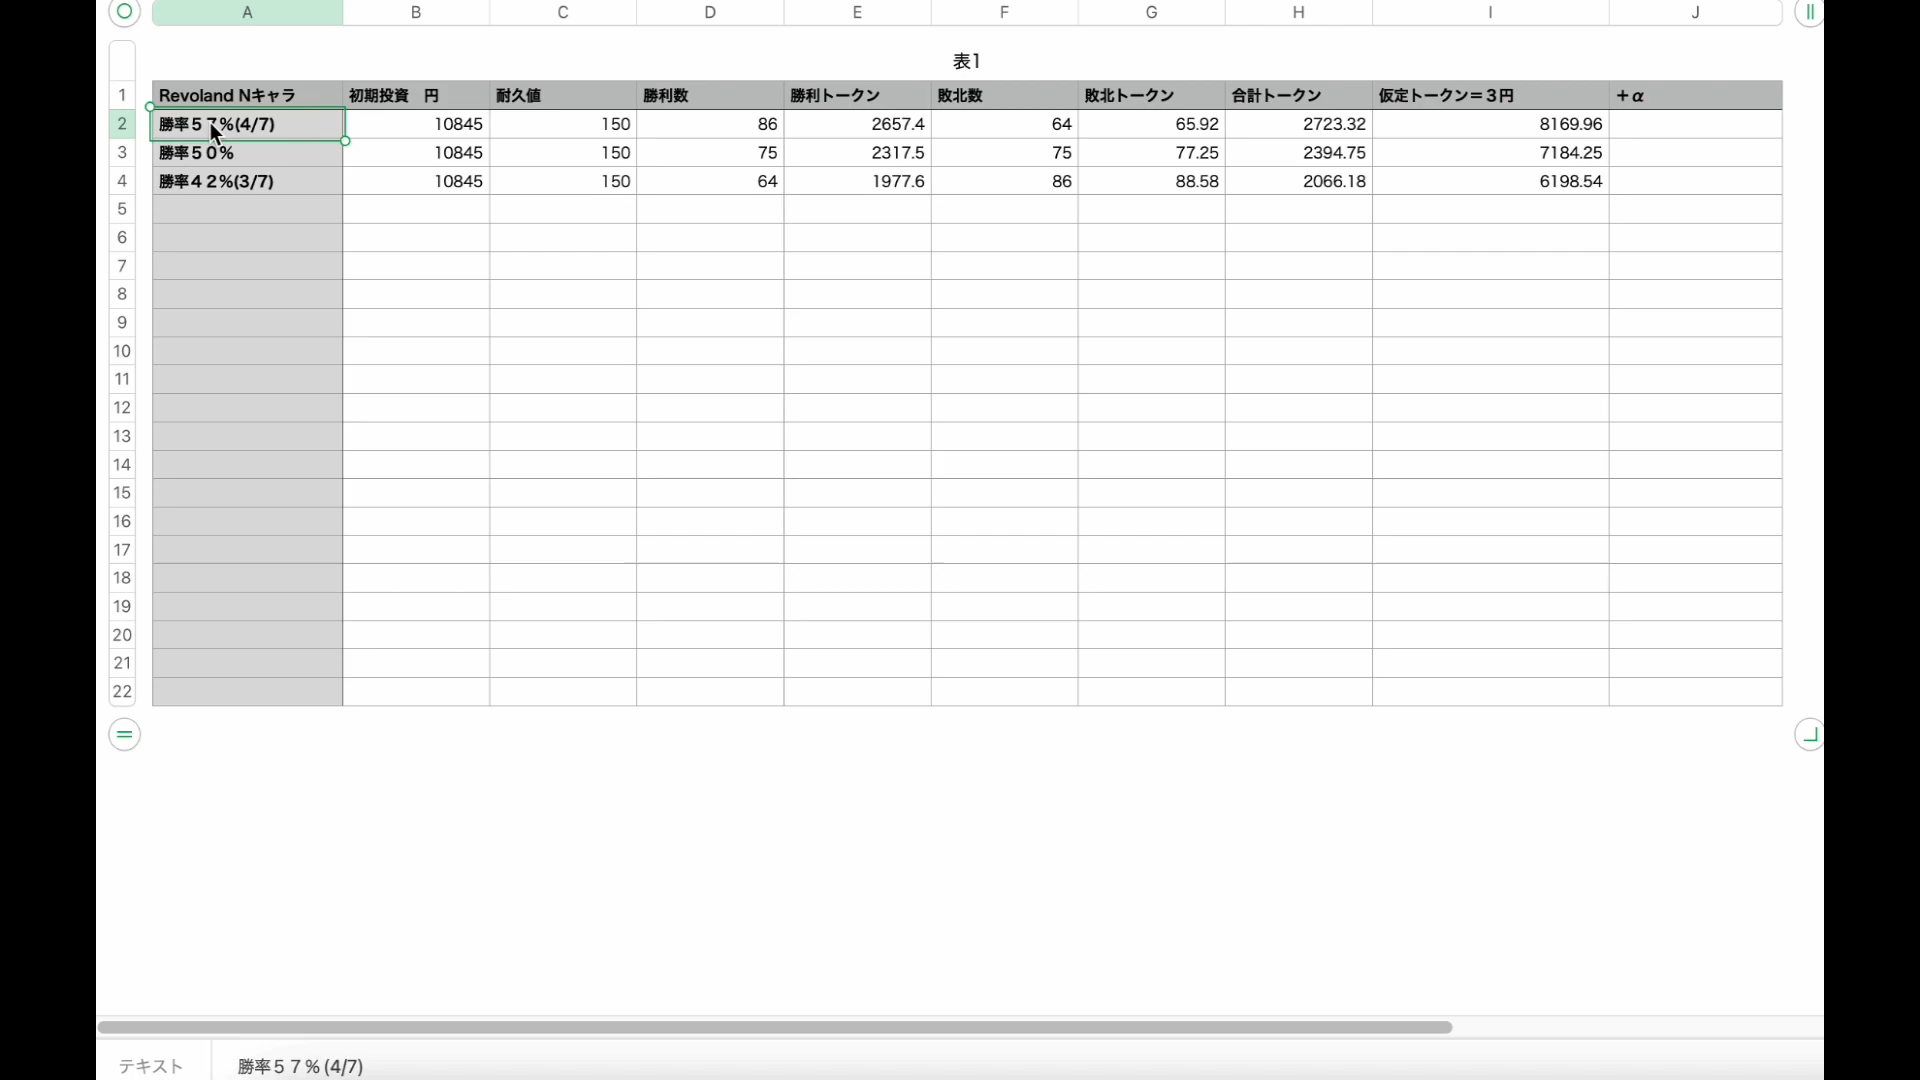 A B C D E F G H I J
表1
1 Revoland Nキャラ 初期投資　円 耐久値 勝利数 勝利トークン 敗北数 敗北トークン 合計トークン 仮定トークン＝３円 ＋α
2 勝率５７%(4/7) 10845 150 86 2657.4 64 65.92 2723.32 8169.96
3 勝率５０% 10845 150 75 2317.5 75 77.25 2394.75 7184.25
4 勝率４２%(3/7) 10845 150 64 1977.6 86 88.58 2066.18 6198.54
5
6
7
8
9
10
11
12
13
14
15
16
17
18
19
20
21
22
テキスト 勝率５７％(4/7)